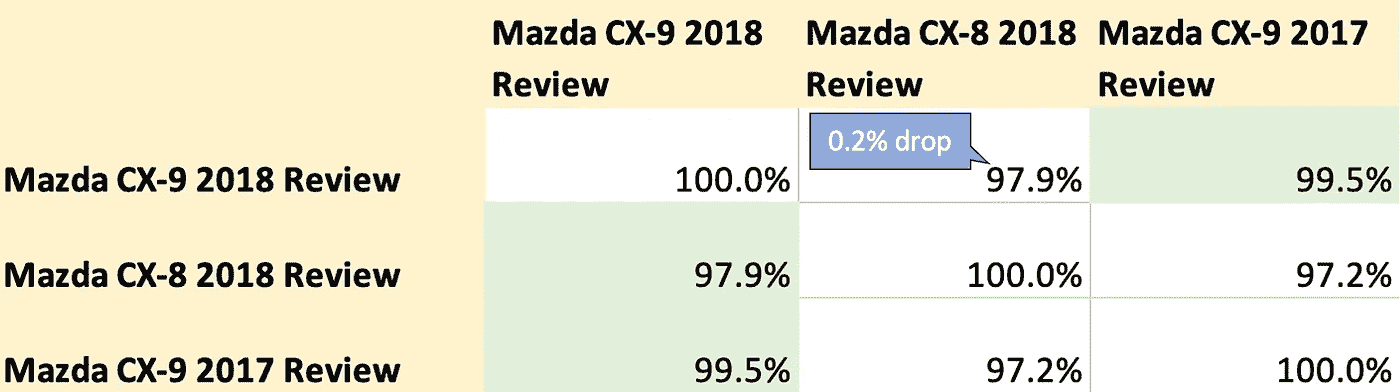 Mazda CX-9 2018 Mazda CX-8 2018 Mazda CX-9 2017
Review Review Review
0.2% drop
Mazda CX-9 2018 Review 100.0% 97.9% 99.5%
Mazda CX-8 2018 Review 97.9% 100.0% 97.2%
Mazda CX-9 2017 Review 99.5% 97.2% 100.0%